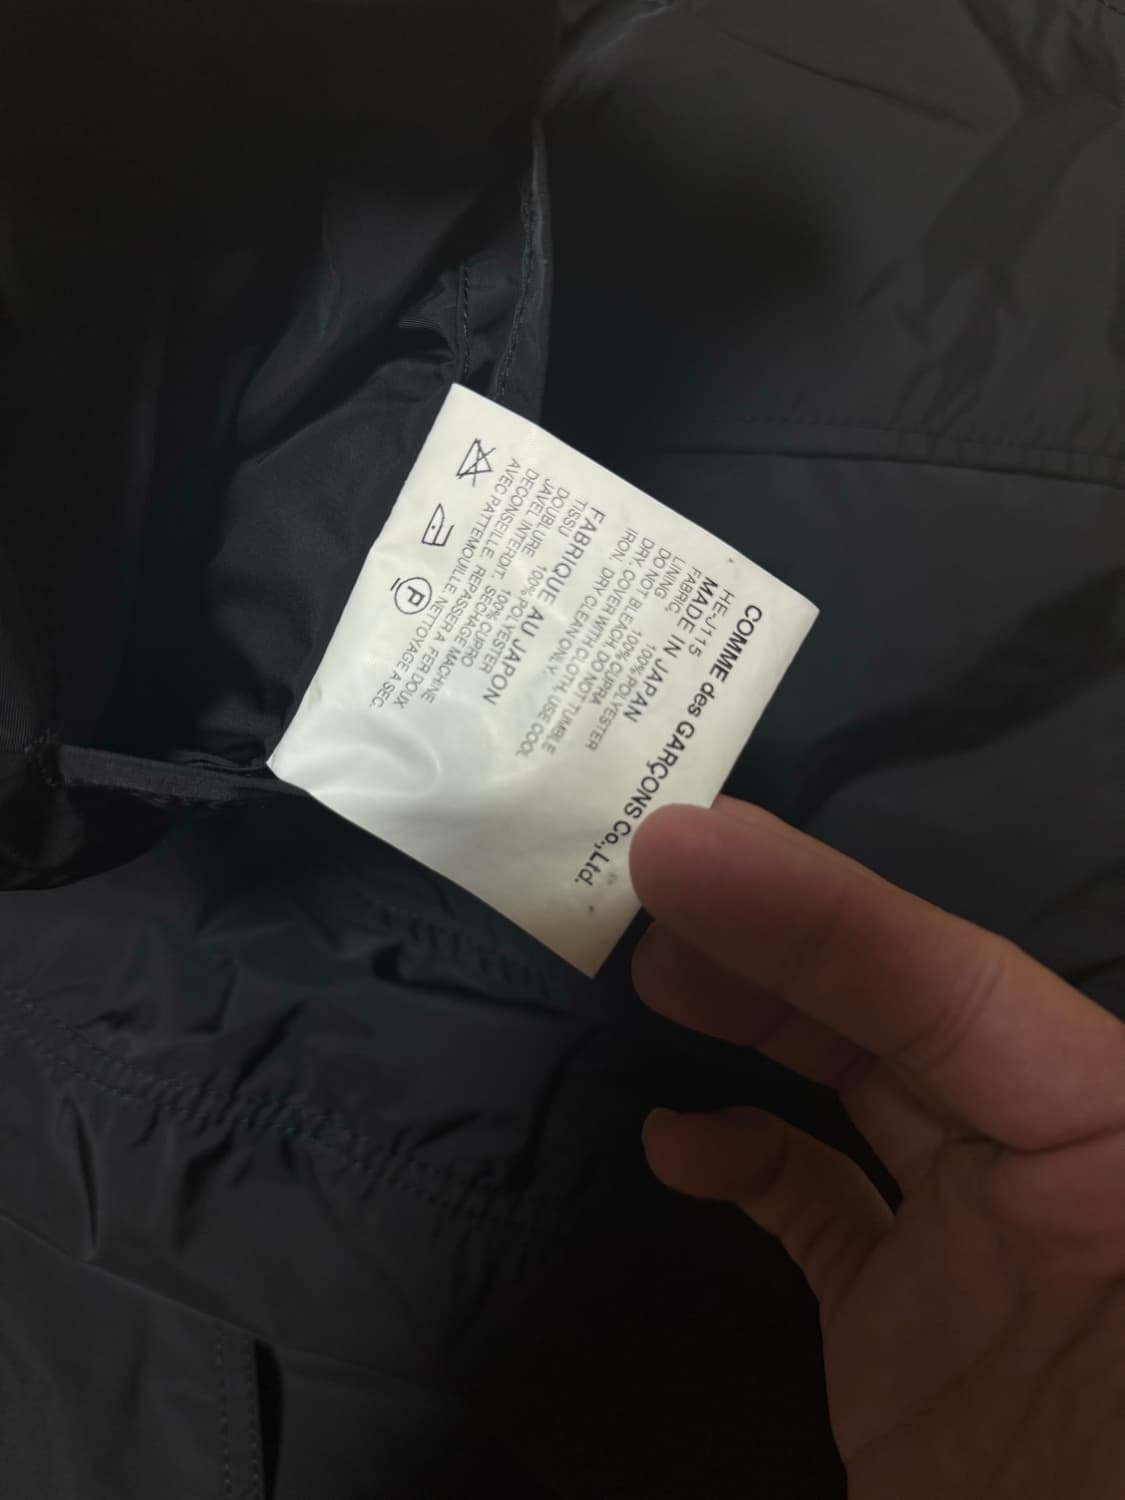 COMME des GARÇONS Co.,Ltd.
HE-J115
MADE IN JAPAN
FABRIC, 100% POLYESTER
LINING 100% CUPRA
DO NOT BLEACH, DO NOT TUMBLE
DRY, COVER WITH CLOTH, USE COOL
IRON, DRY CLEAN ONLY.
FABRIQUE AU JAPON
TISSU 100% POLYESTER
DOUBLURE 100% CUPRO
JAVEL INTERDIT. SECHAGE MACHINE
DECONSEILLE. REPASSER A FER DOUX
AVEC PATTEMOUILLE. NETTOYAGE A SEC.
P